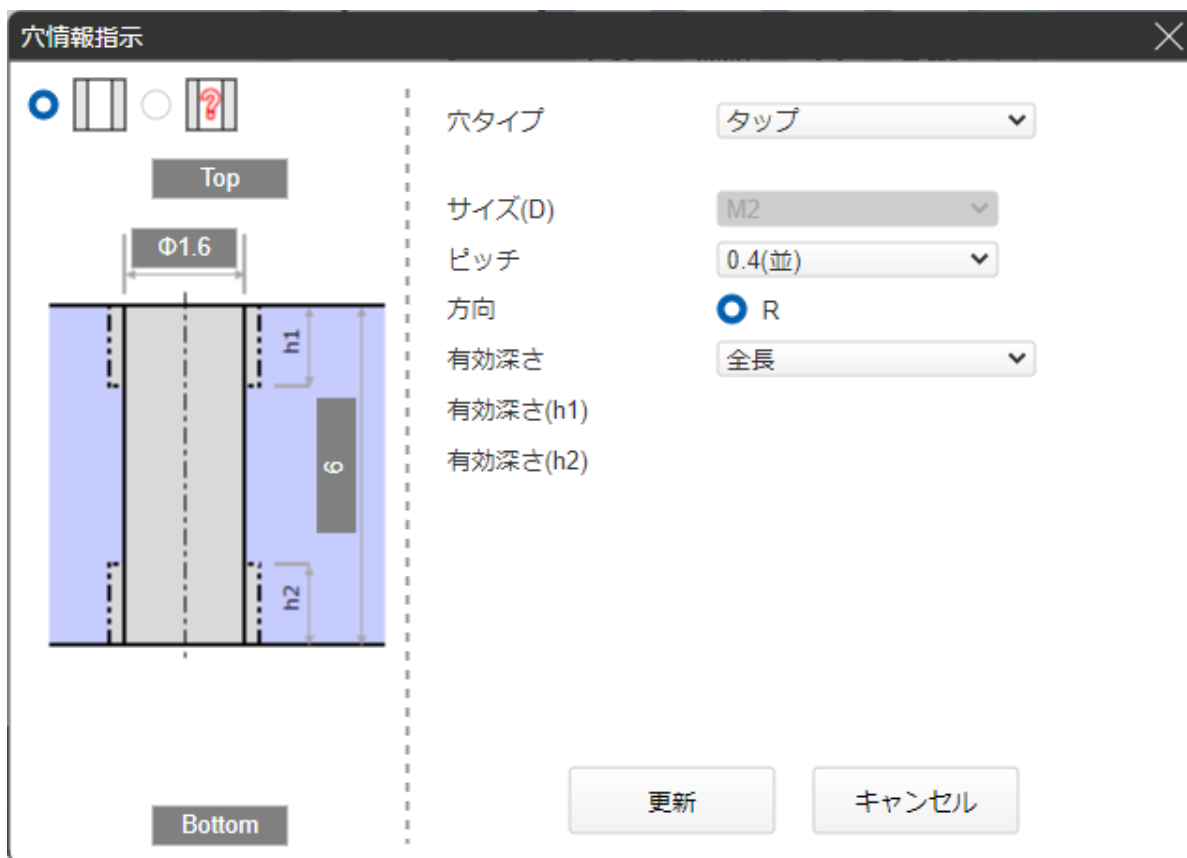 穴情報指示
Top
Φ1.6
h1
6
h2
Bottom
穴タイプ タップ
サイズ(D) M2
ピッチ 0.4(並)
方向 R
有効深さ 全長
有効深さ(h1)
有効深さ(h2)
更新 キャンセル